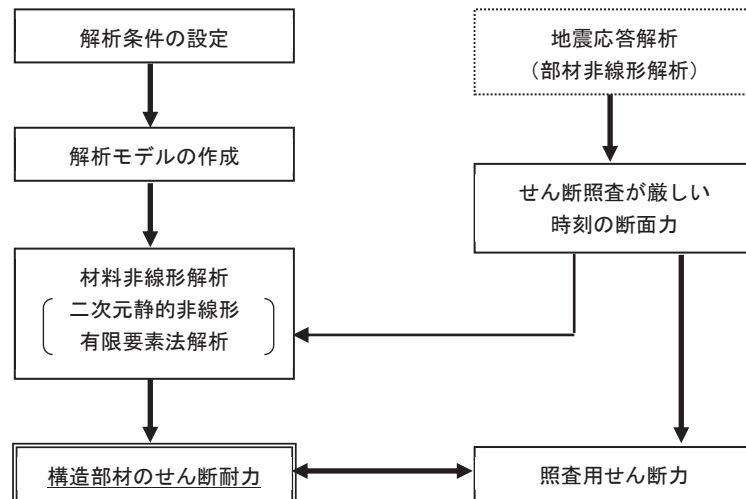 解析条件の設定
解析モデルの作成
材料非線形解析
二次元静的非線形
有限要素法解析
構造部材のせん断耐力
地震応答解析
（部材非線形解析）
せん断照査が厳しい
時刻の断面力
照査用せん断力